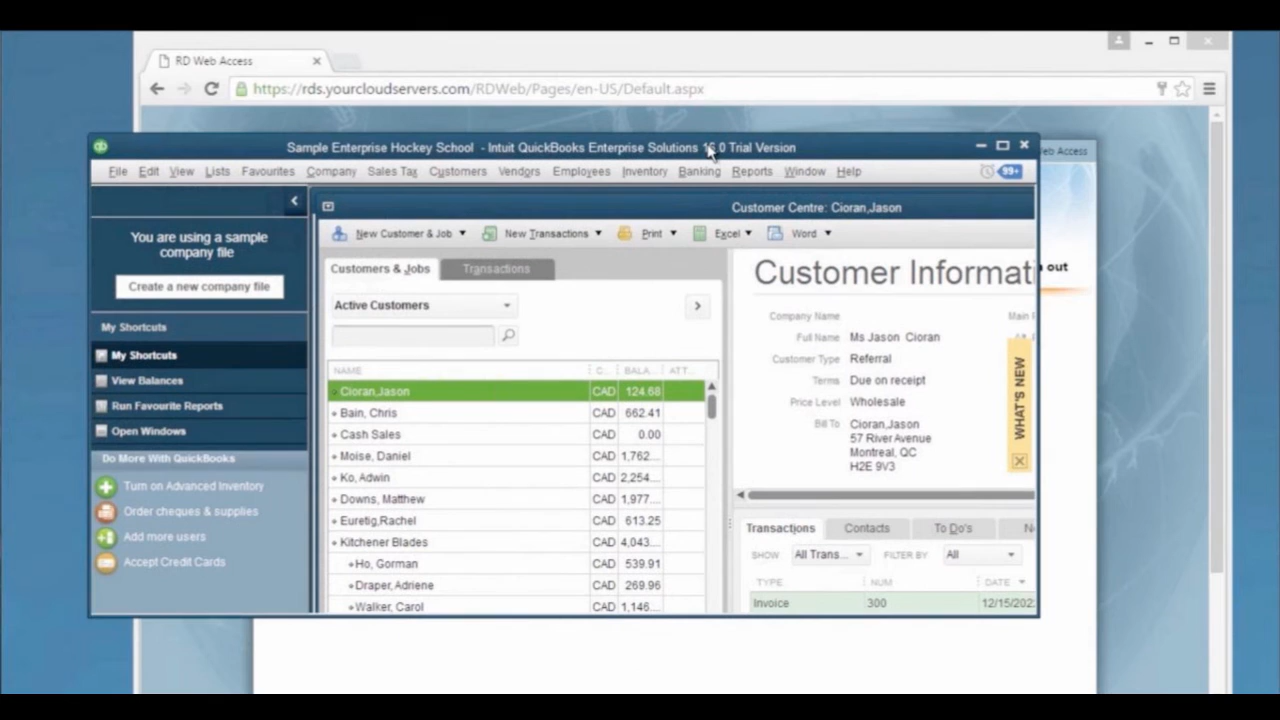 RD Web Access
https://rds.yourcloudservers.com/RDWeb/Pages/en-US/Default.aspx
Sample Enterprise Hockey School - Intuit QuickBooks Enterprise Solutions 16.0 Trial Version
eb Access
File Edit View Lists Favourites Company Sales Tax Customers Vendors Employees Inventory Banking Reports Window Help
99+
Customer Centre: Cioran,Jason
You are using a sample
company file
Create a new company file
My Shortcuts
My Shortcuts
View Balances
Run Favourite Reports
Open Windows
Do More With QuickBooks
Turn on Advanced Inventory
Order cheques & supplies
Add more users
Accept Credit Cards
New Customer & Job New Transactions Print Excel Word
Customers & Jobs Transactions
Active Customers
NAME C... BALA... ATT...
Cioran,Jason CAD 124.68
Bain, Chris CAD 662.41
Cash Sales CAD 0.00
Moise, Daniel CAD 1,762...
Ko, Adwin CAD 2,254...
Downs, Matthew CAD 1,977...
Euretig,Rachel CAD 613.25
Kitchener Blades CAD 4,043...
Ho, Gorman CAD 539.91
Draper, Adriene CAD 269.96
Walker, Carol CAD 1,146...
Customer Informati
out
Company Name Main
Full Name Ms Jason Cioran
Customer Type Referral
Terms Due on receipt
Price Level Wholesale
Bill To Cioran,Jason
57 River Avenue
Montreal, QC
H2E 9V3
WHAT'S NEW
Transactions Contacts To Do's N
SHOW All Trans... FILTER BY All
TYPE NUM DATE
Invoice 300 12/15/202